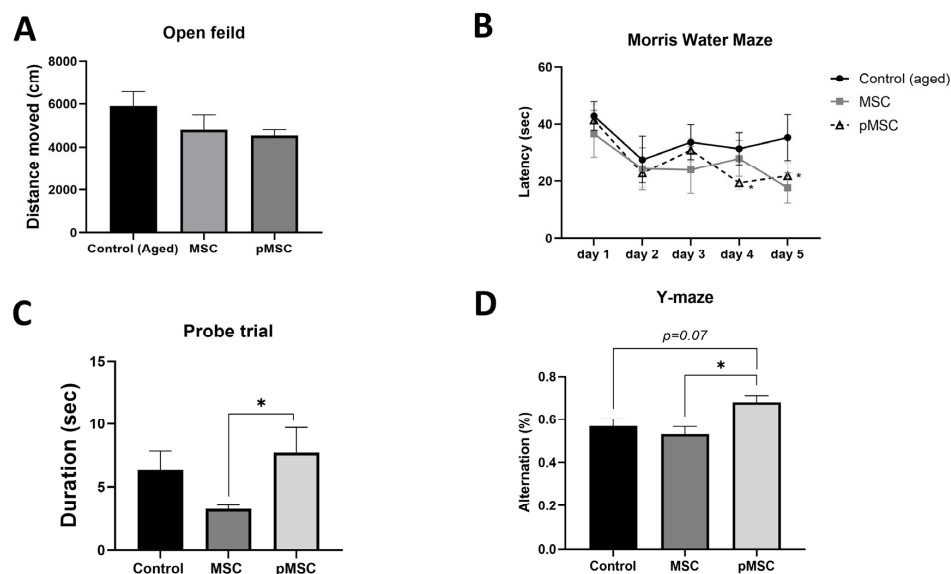 A
Open feild
Distance moved (cm)
8000
6000
4000
2000
0
Control (Aged)
MSC
pMSC
B
Morris Water Maze
Latency (sec)
60
40
20
0
*
*
day 1
day 2
day 3
day 4
day 5
Control (aged)
MSC
pMSC
C
Probe trial
Duration (sec)
15
10
5
0
*
Control
MSC
pMSC
D
Y-maze
p=0.07
*
Alternation (%)
0.8
0.6
0.4
0.2
0.0
Control
MSC
pMSC